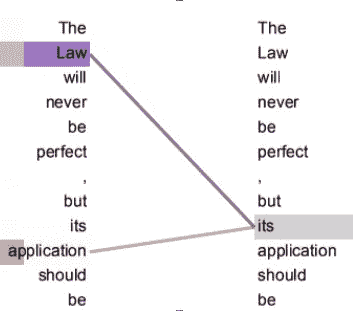 The The
Law Law
will will
never never
be be
perfect perfect
, ,
but but
its its
application application
should should
be be